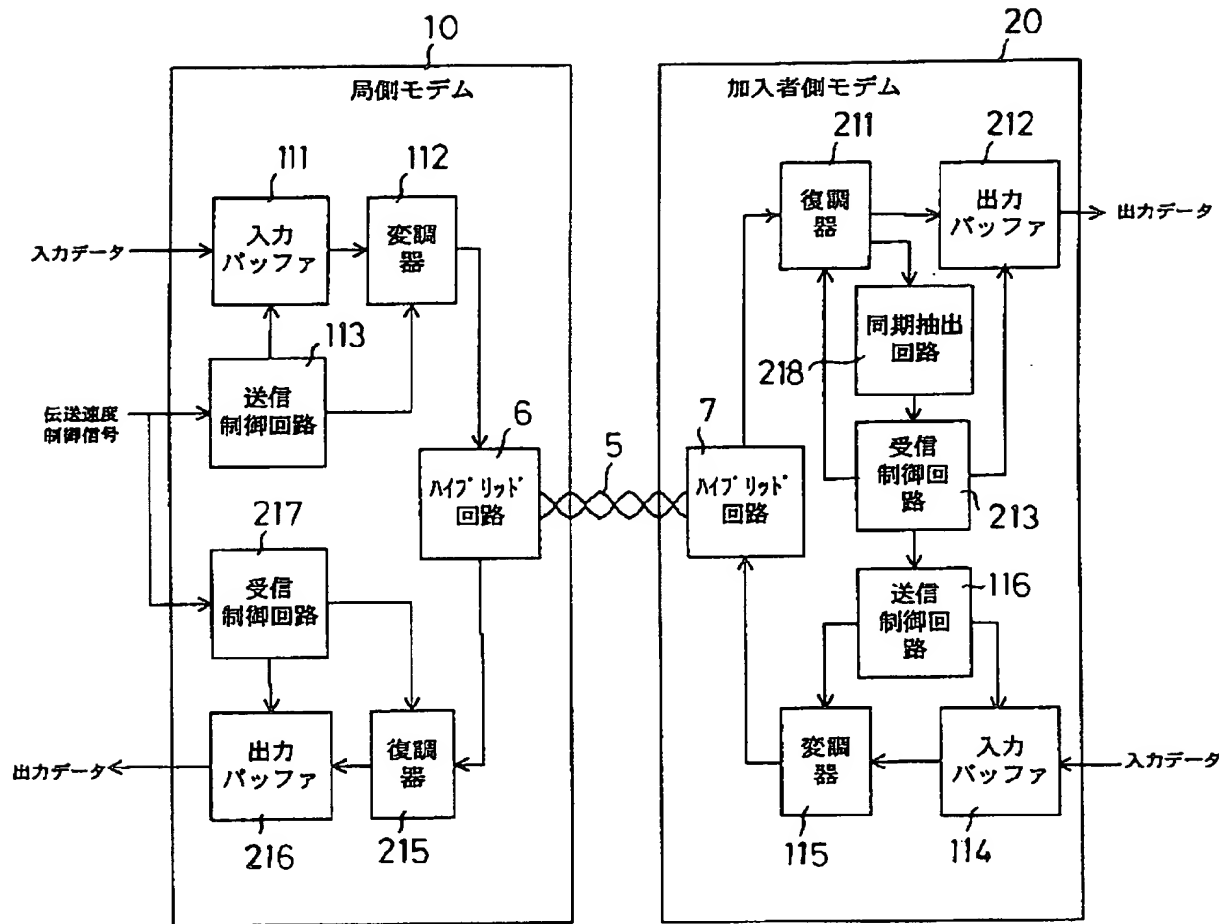 10
局側モデム
20
加入者側モデム
111
入力
バッファ
112
変調
器
入力データ
113
送信
制御回路
伝送速度
制御信号
217
受信
制御回路
6
ハイブリッド
回路
5
出力データ
出力
バッファ
216
復調
器
215
211
復調
器
212
出力
バッファ
出力データ
同期抽出
回路
218
7
ハイブリッド
回路
受信
制御回
路
213
送信
制御回
路
116
変調
器
115
入力
バッファ
114
入力データ